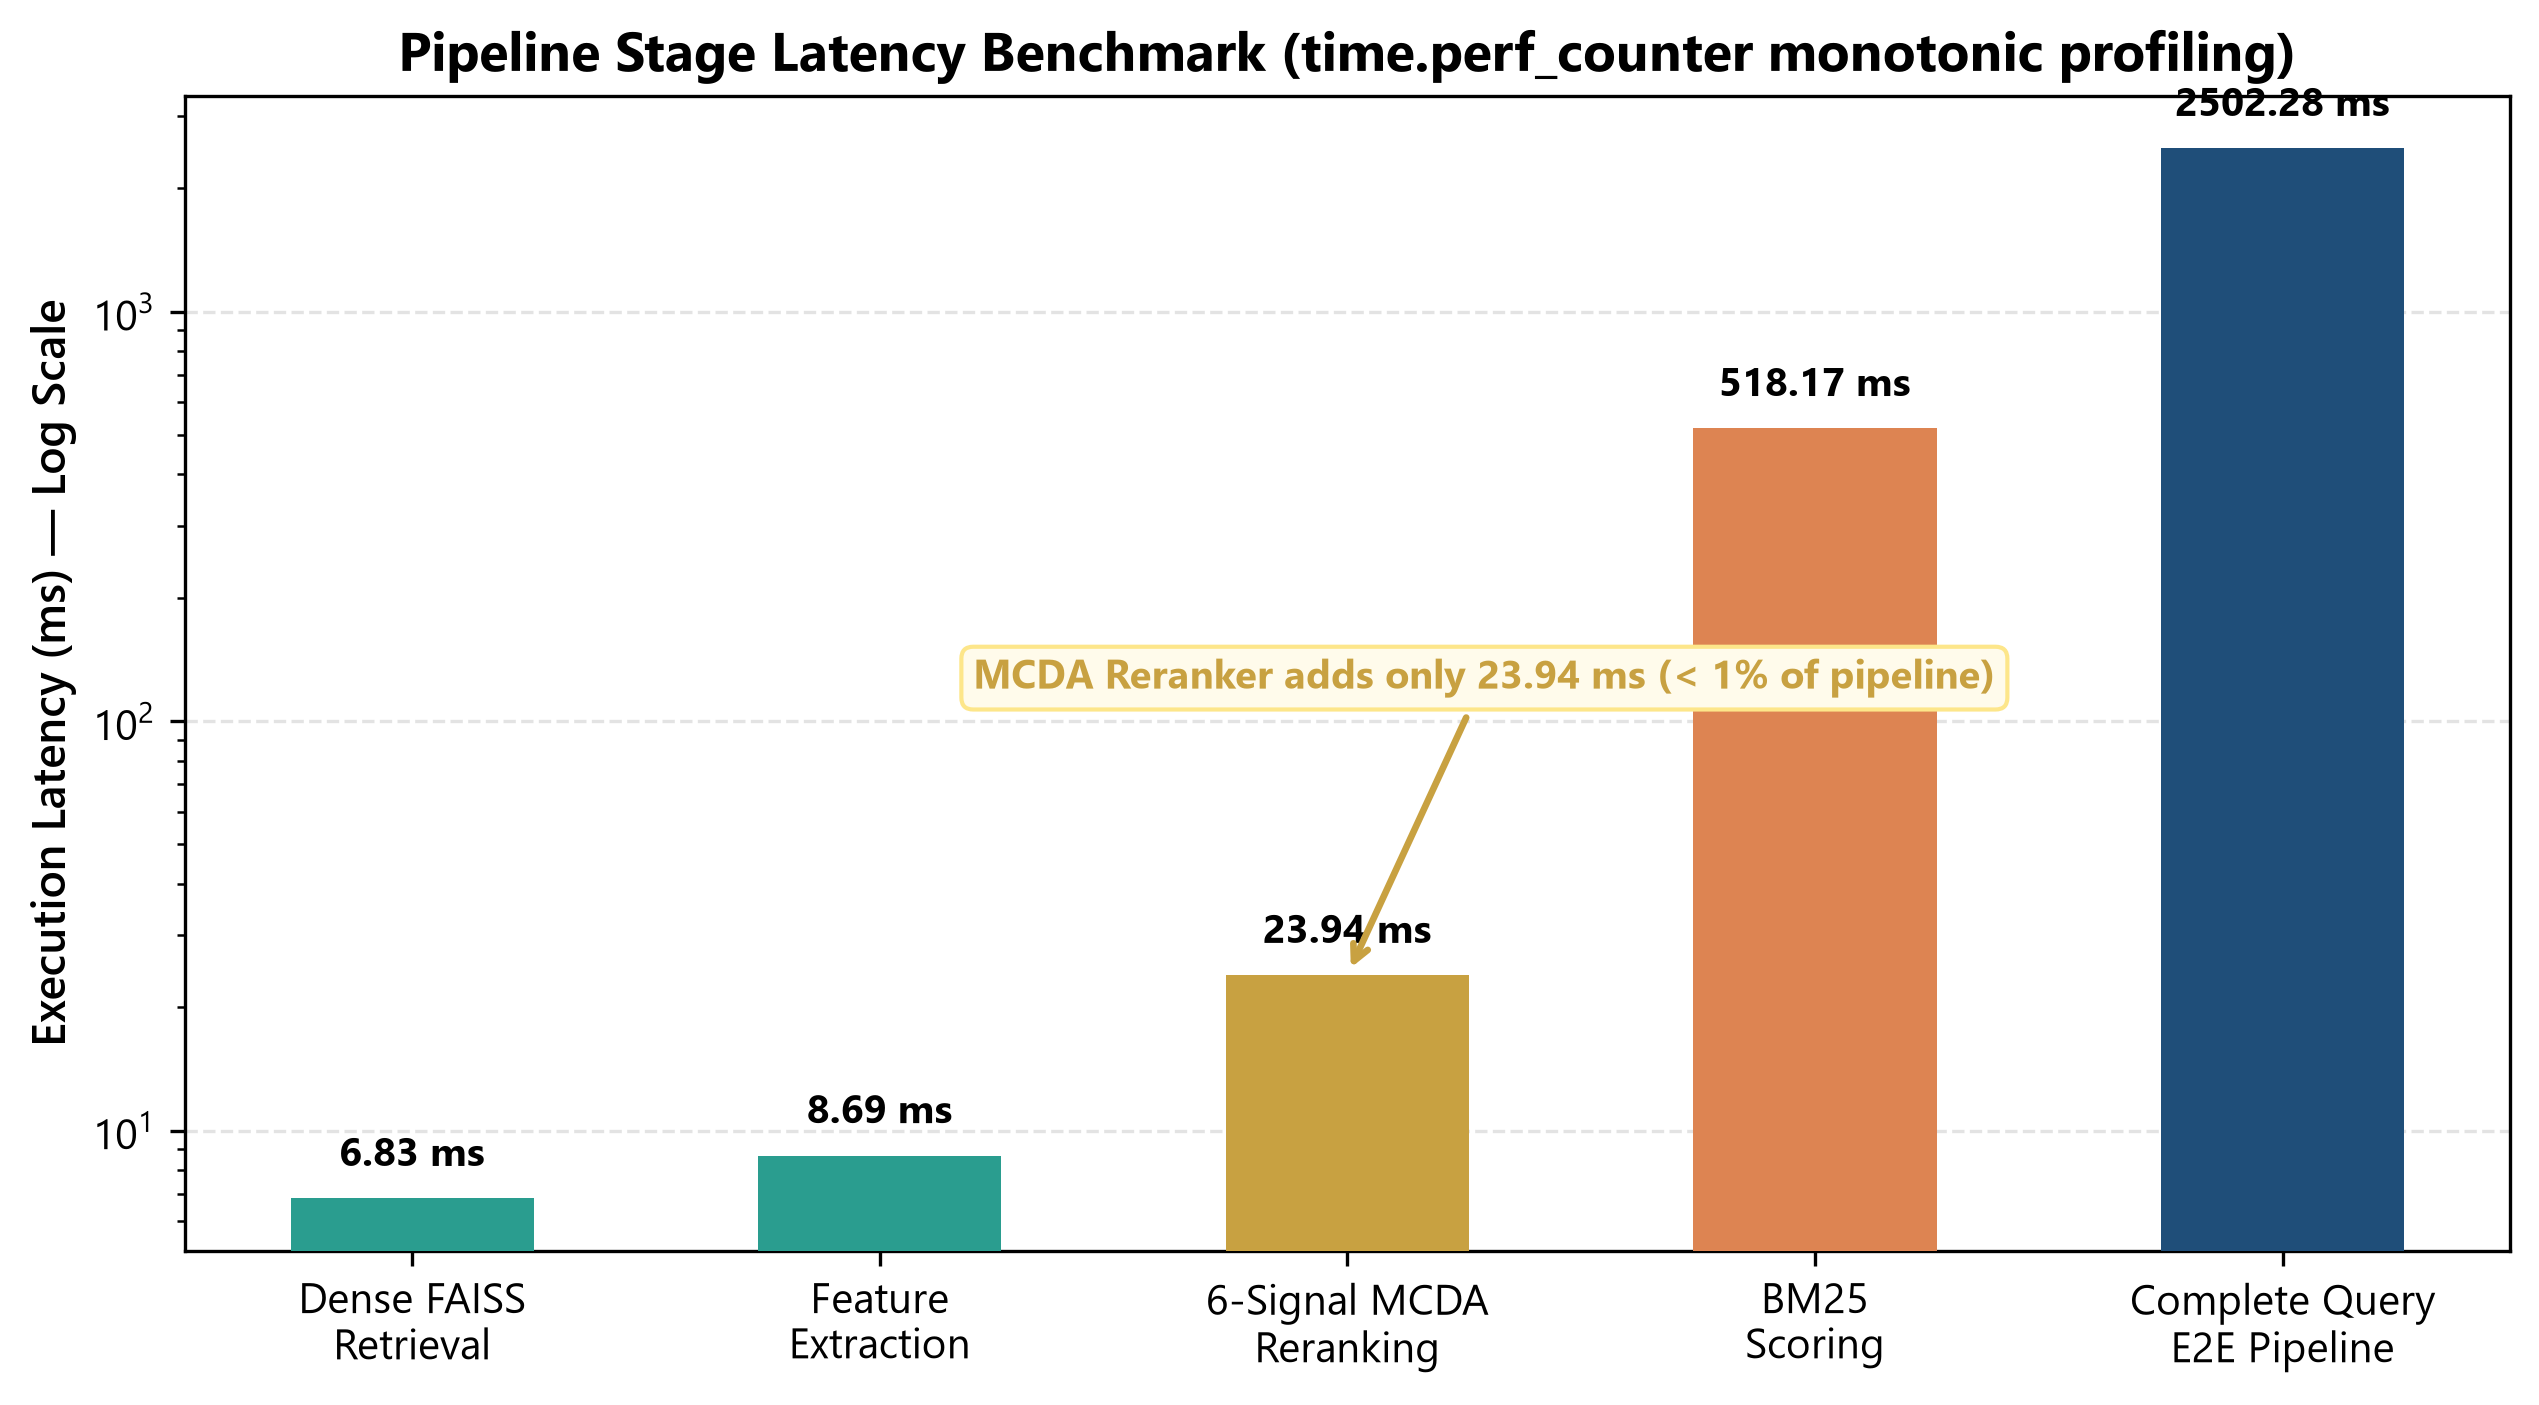 Pipeline Stage Latency Benchmark (time.perf_counter monotonic profiling)
Execution Latency (ms) — Log Scale
10³
10²
10¹
6.83 ms
8.69 ms
23.94 ms
518.17 ms
2502.28 ms
MCDA Reranker adds only 23.94 ms (< 1% of pipeline)
Dense FAISS
Retrieval
Feature
Extraction
6-Signal MCDA
Reranking
BM25
Scoring
Complete Query
E2E Pipeline